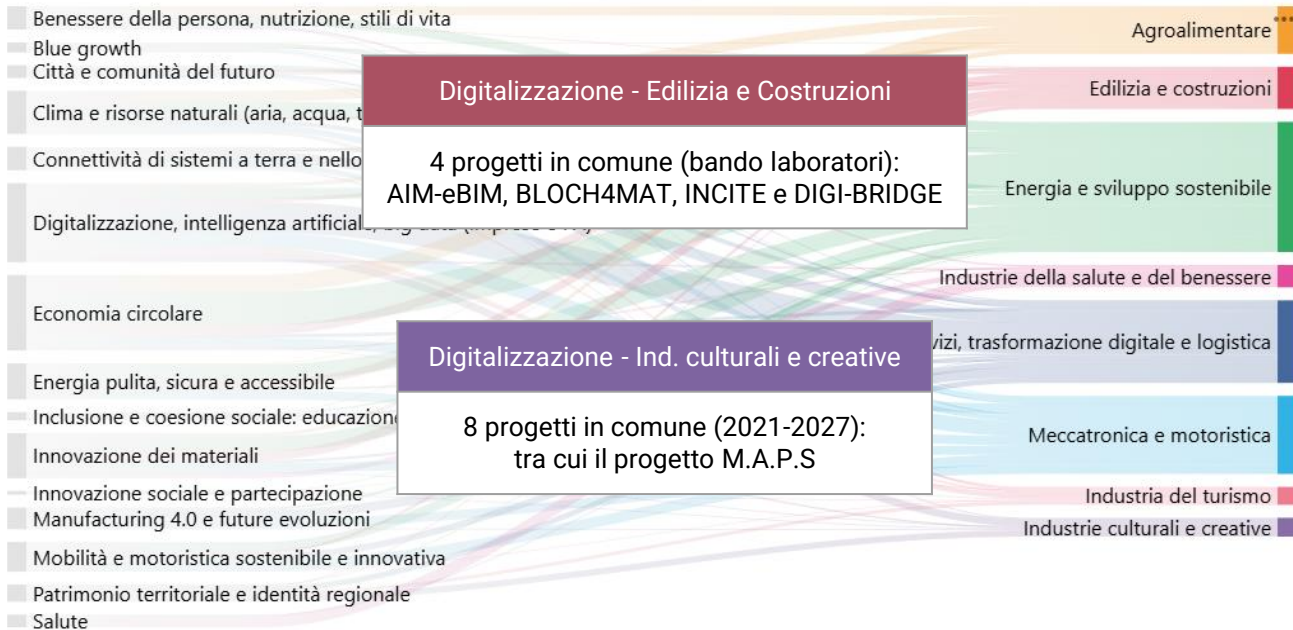 Benessere della persona, nutrizione, stili di vita
Blue growth
Città e comunità del futuro
Clima e risorse naturali (aria, acqua, t
Connettività di sistemi a terra e nello
Digitalizzazione, intelligenza artificiale, big data (imprese
Economia circolare
Energia pulita, sicura e accessibile
Inclusione e coesione sociale: educazione
Innovazione dei materiali
Innovazione sociale e partecipazione
Manufacturing 4.0 e future evoluzioni
Mobilità e motoristica sostenibile e innovativa
Patrimonio territoriale e identità regionale
Salute
Digitalizzazione - Edilizia e Costruzioni
4 progetti in comune (bando laboratori):
AIM-eBIM, BLOCH4MAT, INCITE e DIGI-BRIDGE
Digitalizzazione - Ind. culturali e creative
8 progetti in comune (2021-2027):
tra cui il progetto M.A.P.S
Agroalimentare
Edilizia e costruzioni
Energia e sviluppo sostenibile
Industrie della salute e del benessere
vizi, trasformazione digitale e logistica
Meccatronica e motoristica
Industria del turismo
Industrie culturali e creative